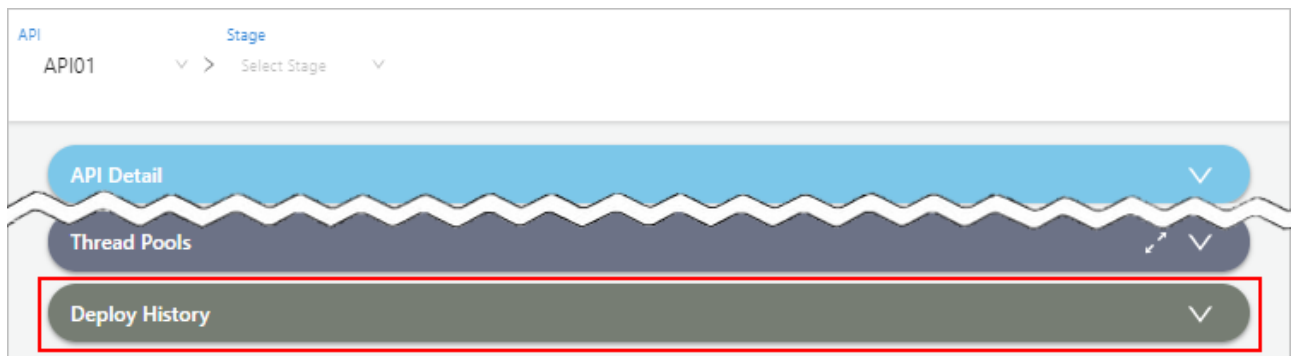 API Stage
API01 > Select Stage
API Detail
Thread Pools
Deploy History